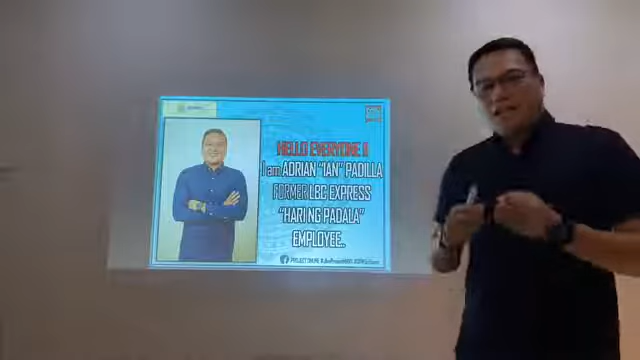 HELLO EVERYONE !!
I am ADRIAN "IAN" PADILLA
FORMER LBC EXPRESS
"HARI NG PADALA"
EMPLOYEE..